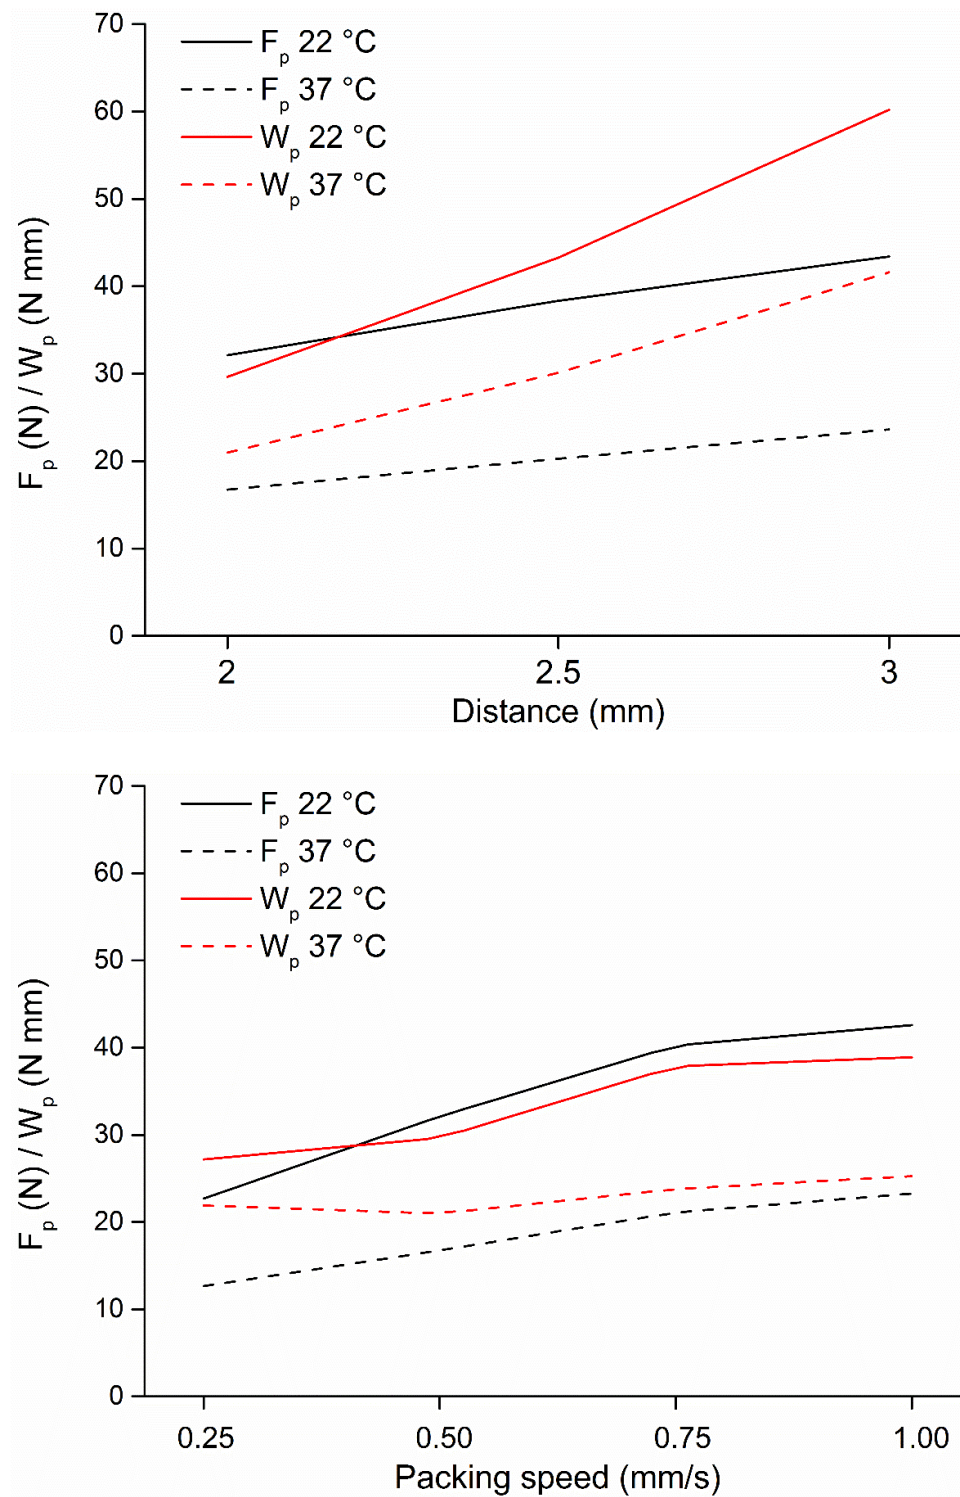 70
60
50
40
30
20
10
0
F_p (N) / W_p (N mm)
F_p 22 °C
F_p 37 °C
W_p 22 °C
W_p 37 °C
2 2.5 3
Distance (mm)
70
60
50
40
30
20
10
0
F_p (N) / W_p (N mm)
F_p 22 °C
F_p 37 °C
W_p 22 °C
W_p 37 °C
0.25 0.50 0.75 1.00
Packing speed (mm/s)